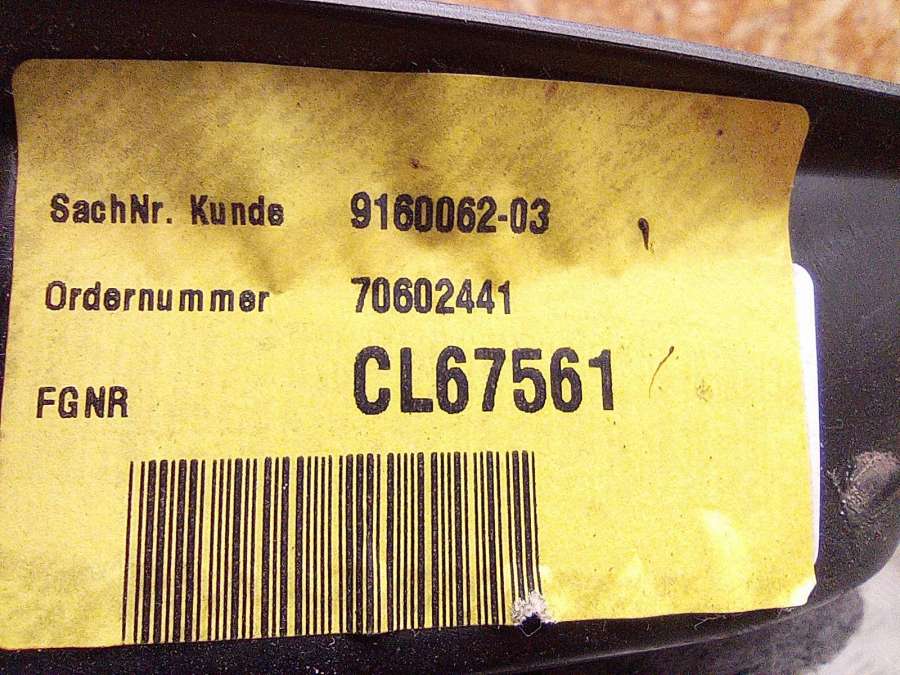 SachNr. Kunde 9160062-03
Ordernummer 70602441
FGNR CL67561